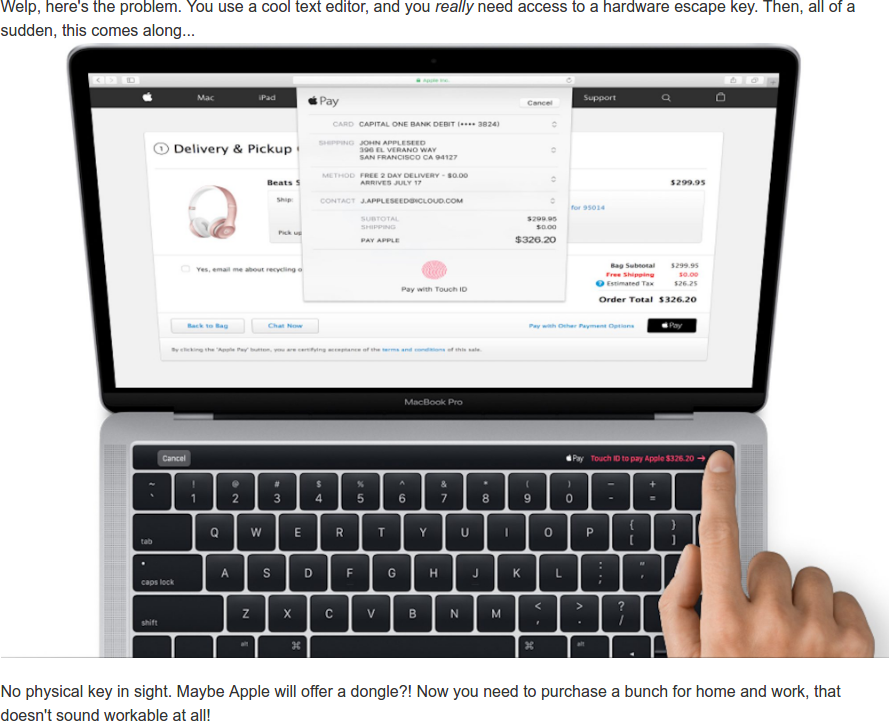 Welp, here's the problem. You use a cool text editor, and you really need access to a hardware escape key. Then, all of a
sudden, this comes along...
Apple Inc.
Mac iPad Support
Pay Cancel
CARD CAPITAL ONE BANK DEBIT (•••• 3824)
SHIPPING JOHN APPLESEED
396 EL VERANO WAY
SAN FRANCISCO CA 94127
METHOD FREE 2 DAY DELIVERY - $0.00
ARRIVES JULY 17
CONTACT J.APPLESEED@ICLOUD.COM
SUBTOTAL $299.95
SHIPPING $0.00
PAY APPLE $326.20
Pay with Touch ID
1 Delivery & Pickup
Beats S $299.95
Ship:
for 95014
Pick up
Yes, email me about recycling o
Bag Subtotal $299.95
Free Shipping $0.00
? Estimated Tax $26.25
Order Total $326.20
Back to Bag Chat Now Pay with Other Payment Options Pay
By clicking the 'Apple Pay' button, you are certifying acceptance of the terms and conditions of this sale.
MacBook Pro
Cancel Pay Touch ID to pay Apple $326.20 →
~ ! @ # $ % ^ & * ( ) — +
` 1 2 3 4 5 6 7 8 9 0 - =
tab Q W E R T Y U I O P { [ } ]
caps lock A S D F G H J K L : ; " '
shift Z X C V B N M < , > . ? /
alt ⌘ ⌘ alt
No physical key in sight. Maybe Apple will offer a dongle?! Now you need to purchase a bunch for home and work, that
doesn't sound workable at all!